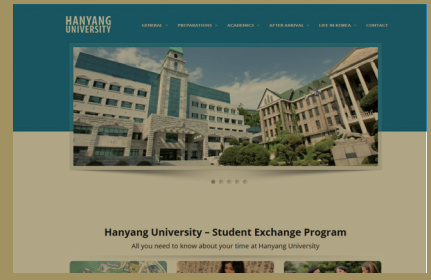 HANYANG
UNIVERSITY
GENERAL
PREPARATIONS
ACADEMICS
AFTER ARRIVAL
LIFE IN KOREA
CONTACT
Hanyang University – Student Exchange Program
All you need to know about your time at Hanyang University